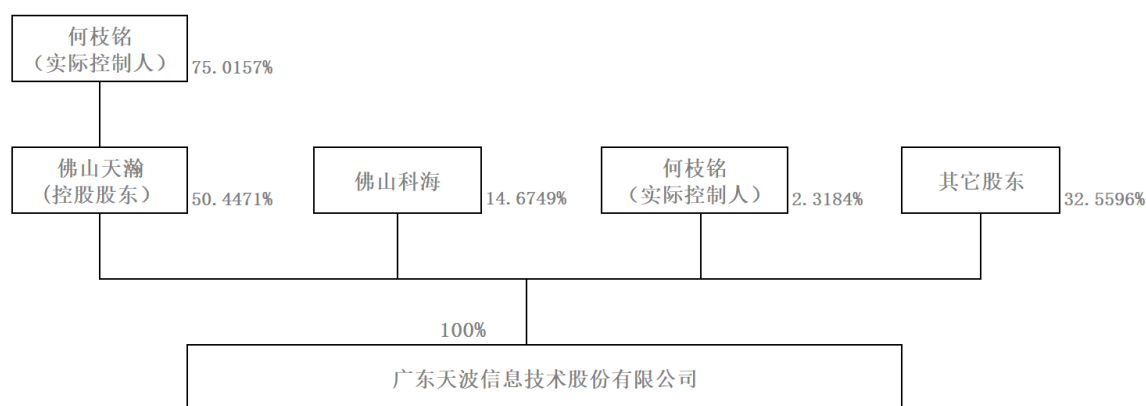 何枝铭
（实际控制人）
75.0157%
佛山天瀚
(控股股东）
50.4471%
佛山科海
14.6749%
何枝铭
（实际控制人）
2.3184%
其它股东
32.5596%
100%
广东天波信息技术股份有限公司